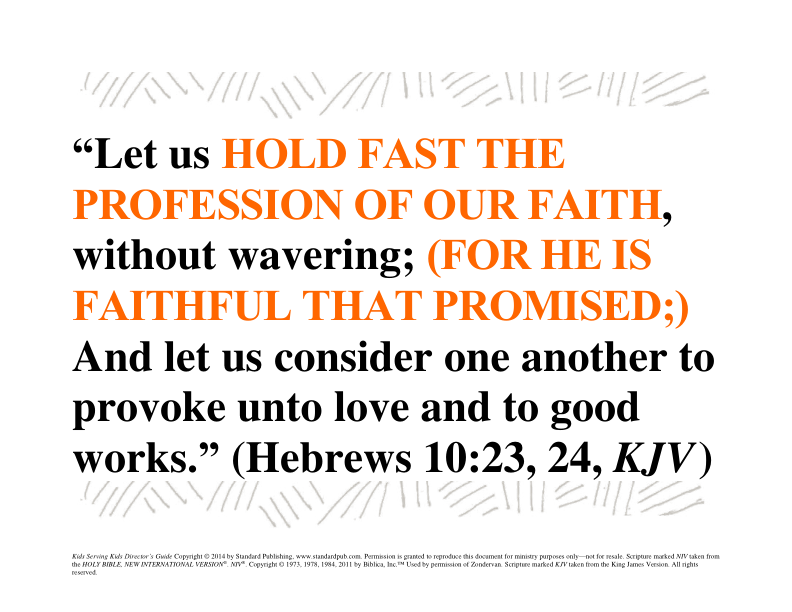 “Let us HOLD FAST THE
PROFESSION OF OUR FAITH,
without wavering; (FOR HE IS
FAITHFUL THAT PROMISED;)
And let us consider one another to
provoke unto love and to good
works.” (Hebrews 10:23, 24, KJV)
Kids Serving Kids Director’s Guide Copyright © 2014 by Standard Publishing, www.standardpub.com. Permission is granted to reproduce this document for ministry purposes only—not for resale. Scripture marked NIV taken from
the HOLY BIBLE, NEW INTERNATIONAL VERSION®. NIV®. Copyright © 1973, 1978, 1984, 2011 by Biblica, Inc.™ Used by permission of Zondervan. Scripture marked KJV taken from the King James Version. All rights
reserved.